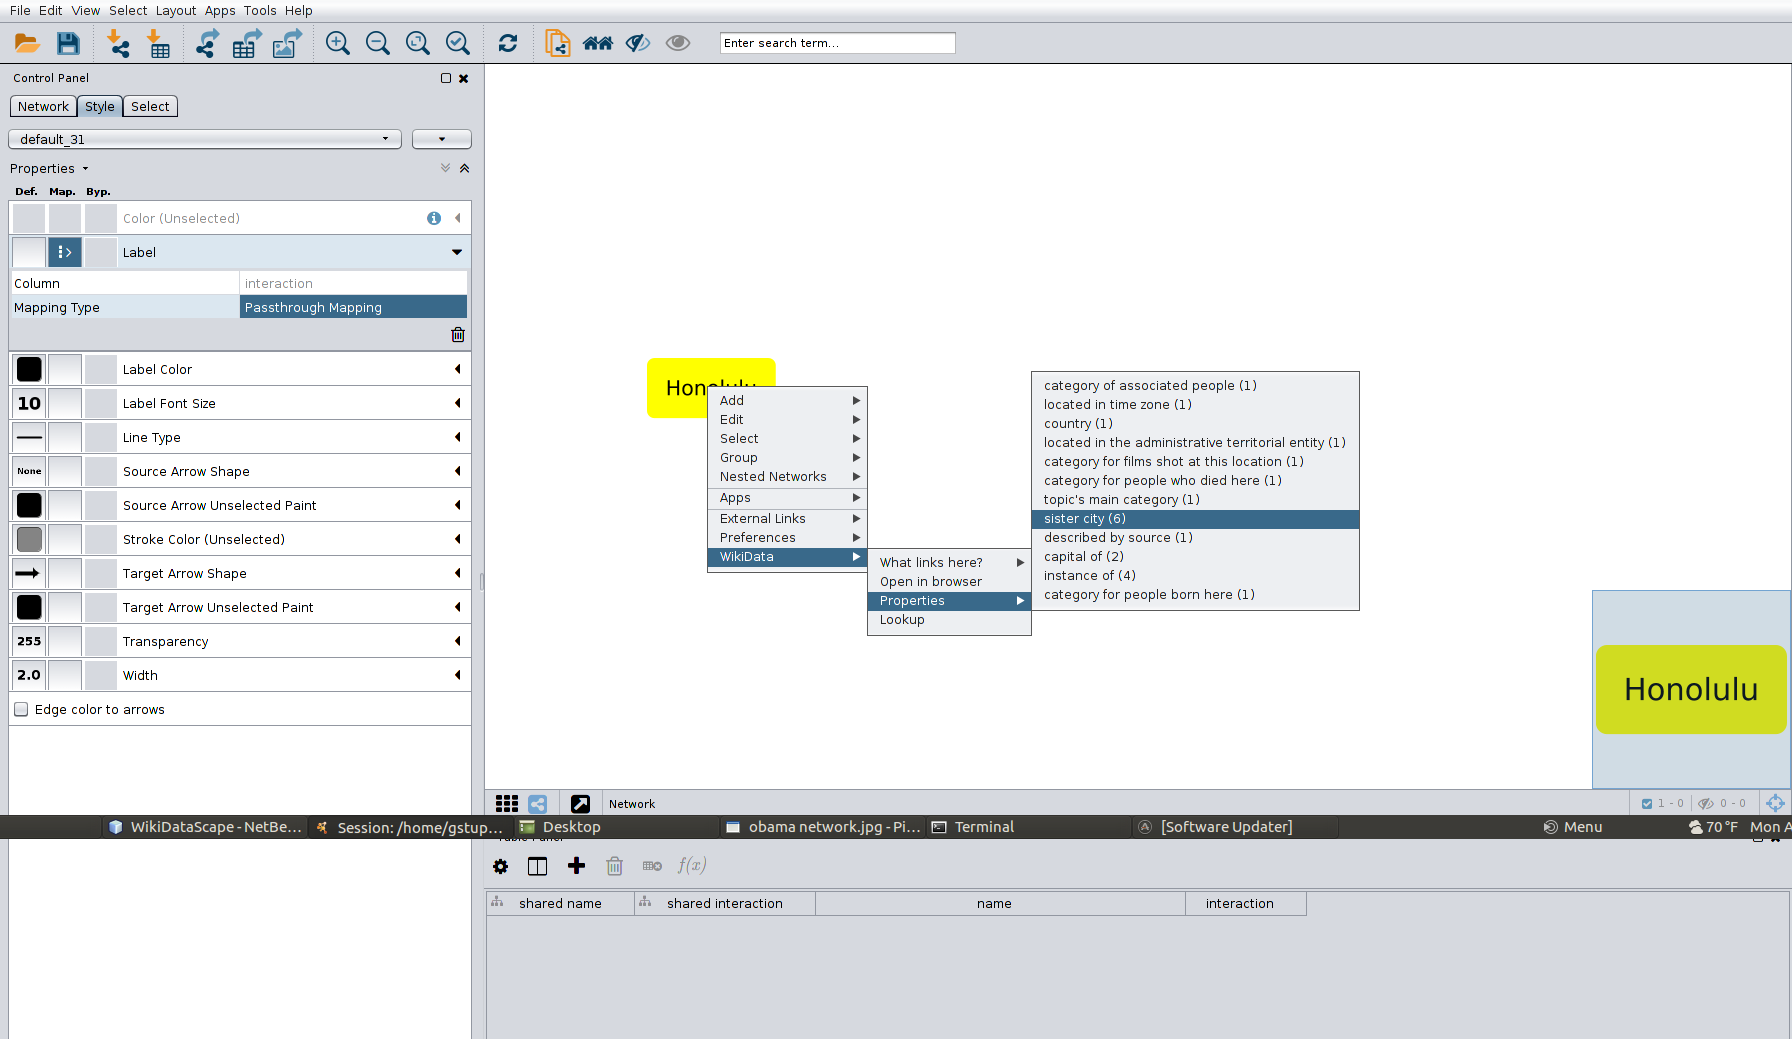 File Edit View Select Layout Apps Tools Help
Enter search term...
Control Panel
Network Style Select
default_31
Properties
Def. Map. Byp.
Color (Unselected)
Label
Column interaction
Mapping Type Passthrough Mapping
Label Color
10 Label Font Size
Line Type
None Source Arrow Shape
Source Arrow Unselected Paint
Stroke Color (Unselected)
Target Arrow Shape
Target Arrow Unselected Paint
255 Transparency
2.0 Width
Edge color to arrows
Honolulu
Add
Edit
Select
Group
Nested Networks
Apps
External Links
Preferences
WikiData
What links here?
Open in browser
Properties
Lookup
category of associated people (1)
located in time zone (1)
country (1)
located in the administrative territorial entity (1)
category for films shot at this location (1)
category for people who died here (1)
topic's main category (1)
sister city (6)
described by source (1)
capital of (2)
instance of (4)
category for people born here (1)
Honolulu
Network
1 - 0 0 - 0
WikiDataScape - NetBe... Session: /home/gstup... Desktop obama network.jpg - Pi... Terminal [Software Updater] Menu 70 °F Mon A
Table Panel
f(x)
shared name shared interaction name interaction